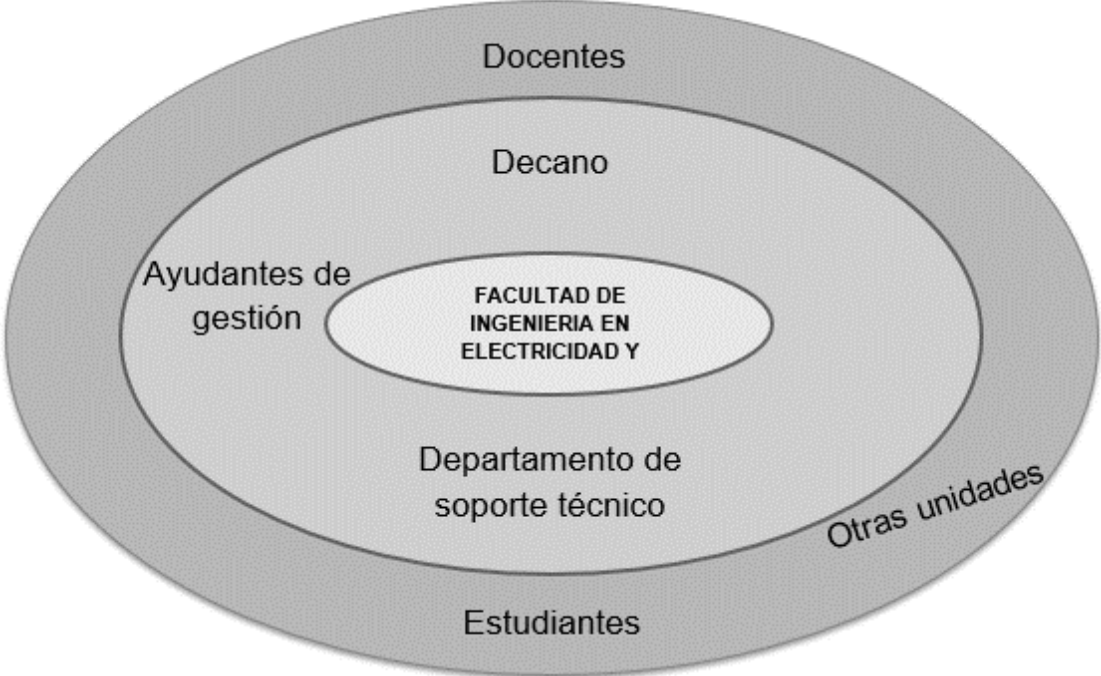 Docentes
Decano
Ayudantes de
gestión
FACULTAD DE
INGENIERIA EN
ELECTRICIDAD Y
Departamento de
soporte técnico
Otras unidades
Estudiantes